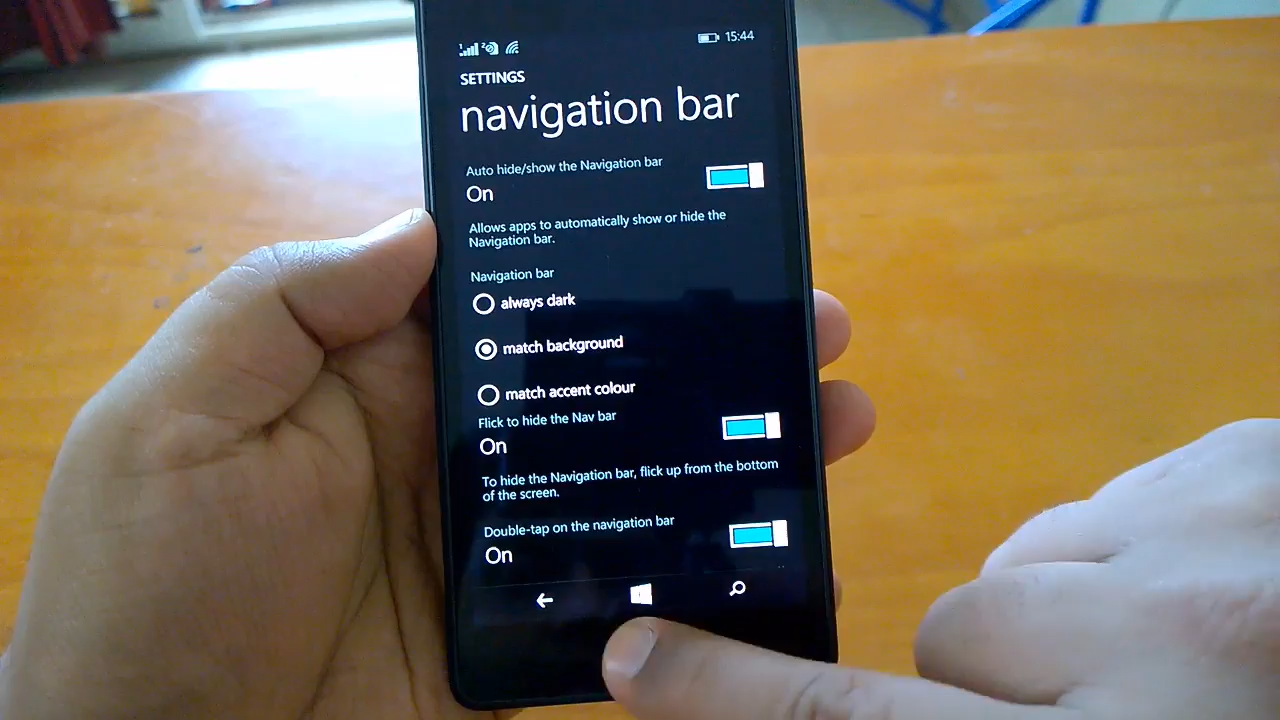 15:44
SETTINGS
navigation bar
Auto hide/show the Navigation bar
On
Allows apps to automatically show or hide the
Navigation bar.
Navigation bar
always dark
match background
match accent colour
Flick to hide the Nav bar
On
To hide the Navigation bar, flick up from the bottom
of the screen.
Double-tap on the navigation bar
On